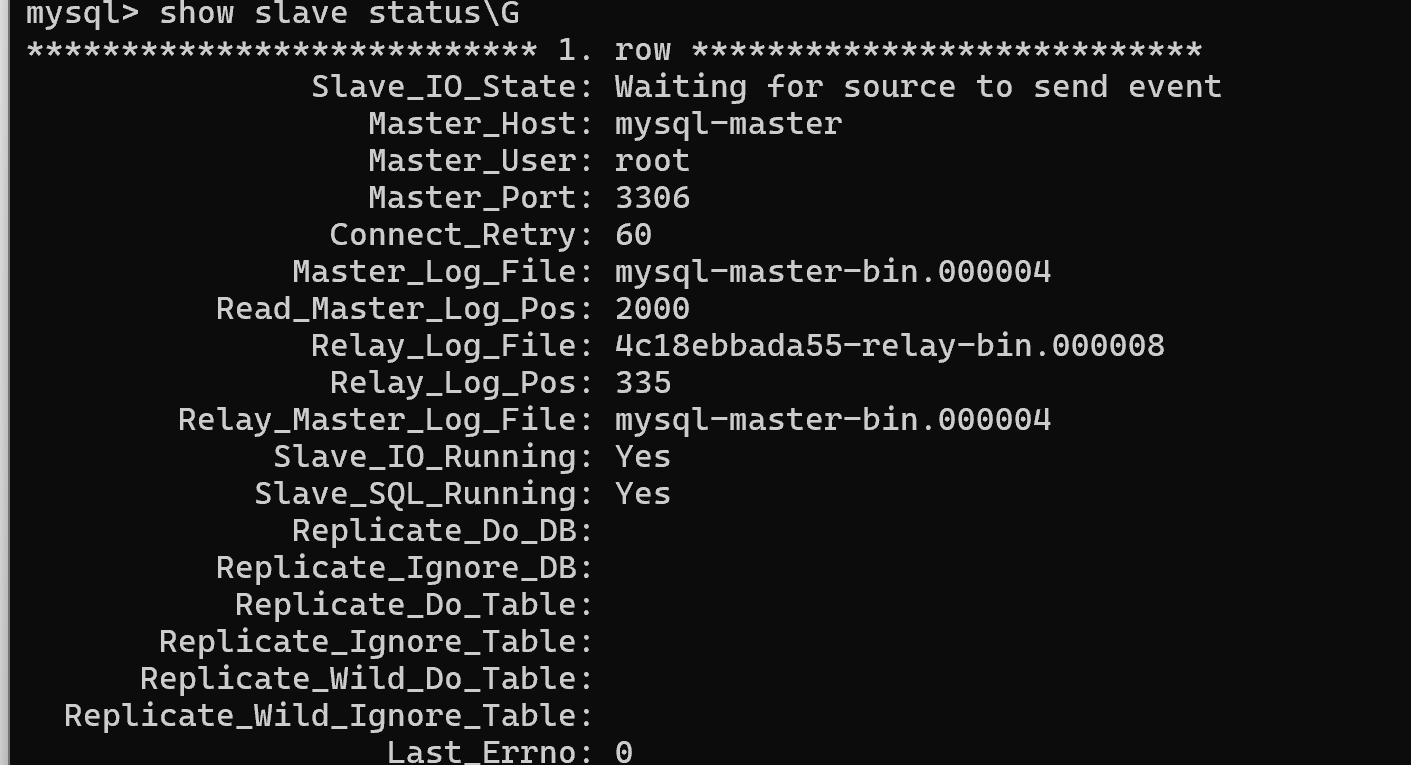 mysql> show slave status\G
*************************** 1. row ***************************
Slave_IO_State: Waiting for source to send event
Master_Host: mysql-master
Master_User: root
Master_Port: 3306
Connect_Retry: 60
Master_Log_File: mysql-master-bin.000004
Read_Master_Log_Pos: 2000
Relay_Log_File: 4c18ebbada55-relay-bin.000008
Relay_Log_Pos: 335
Relay_Master_Log_File: mysql-master-bin.000004
Slave_IO_Running: Yes
Slave_SQL_Running: Yes
Replicate_Do_DB:
Replicate_Ignore_DB:
Replicate_Do_Table:
Replicate_Ignore_Table:
Replicate_Wild_Do_Table:
Replicate_Wild_Ignore_Table:
Last_Errno: 0